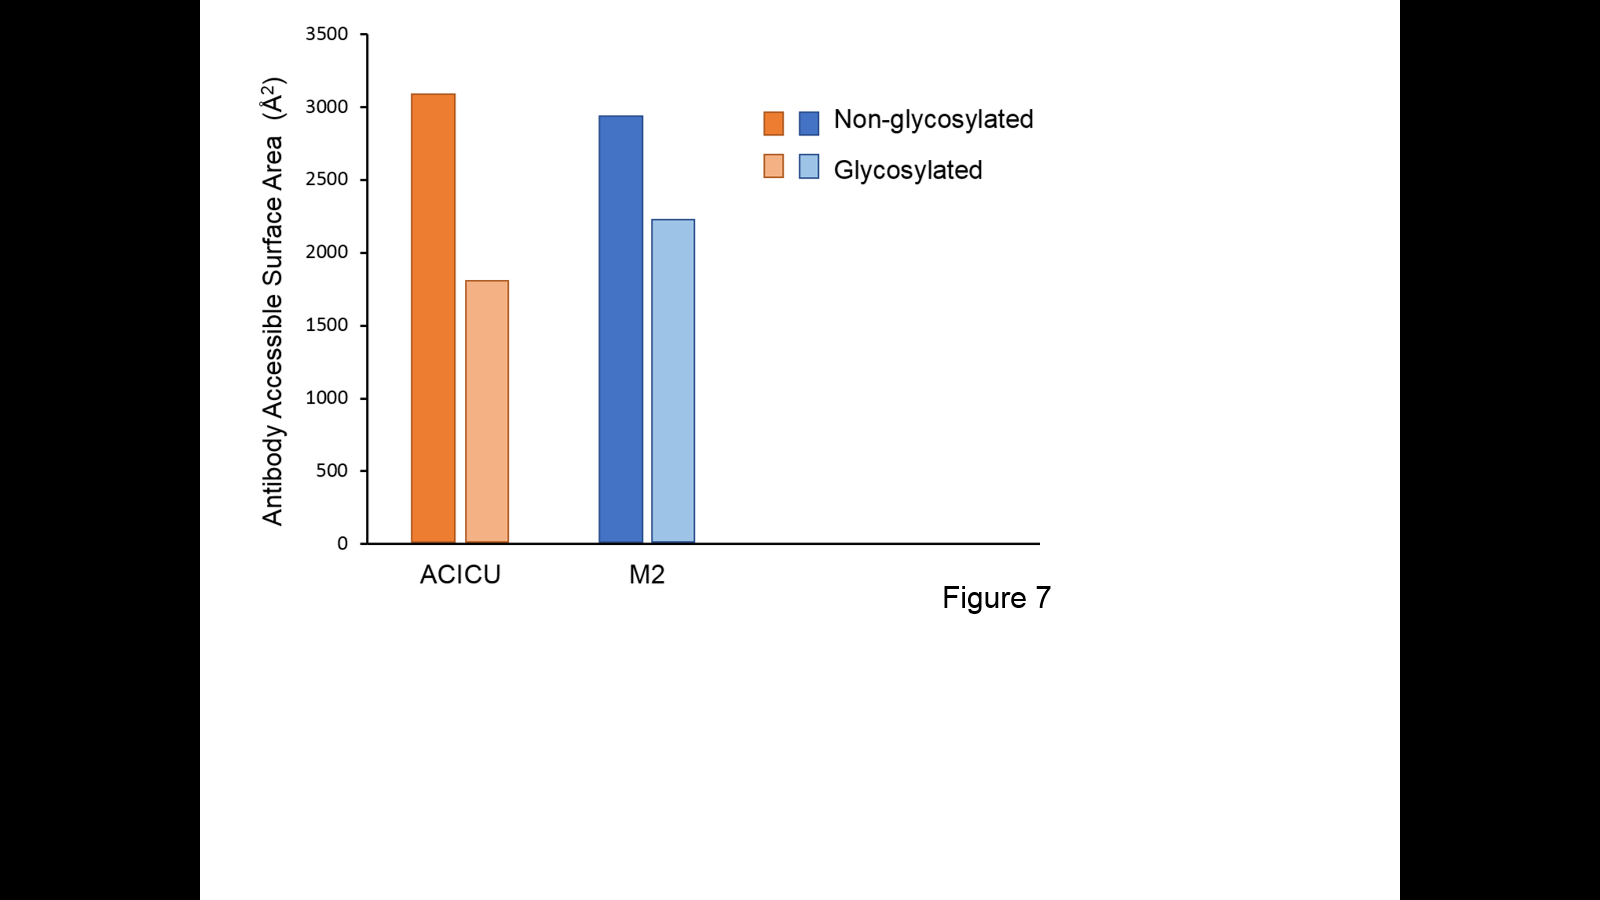 3500
3000
2500
2000
1500
1000
500
0
Antibody Accessible Surface Area (Å²)
Non-glycosylated
Glycosylated
ACICU
M2
Figure 7